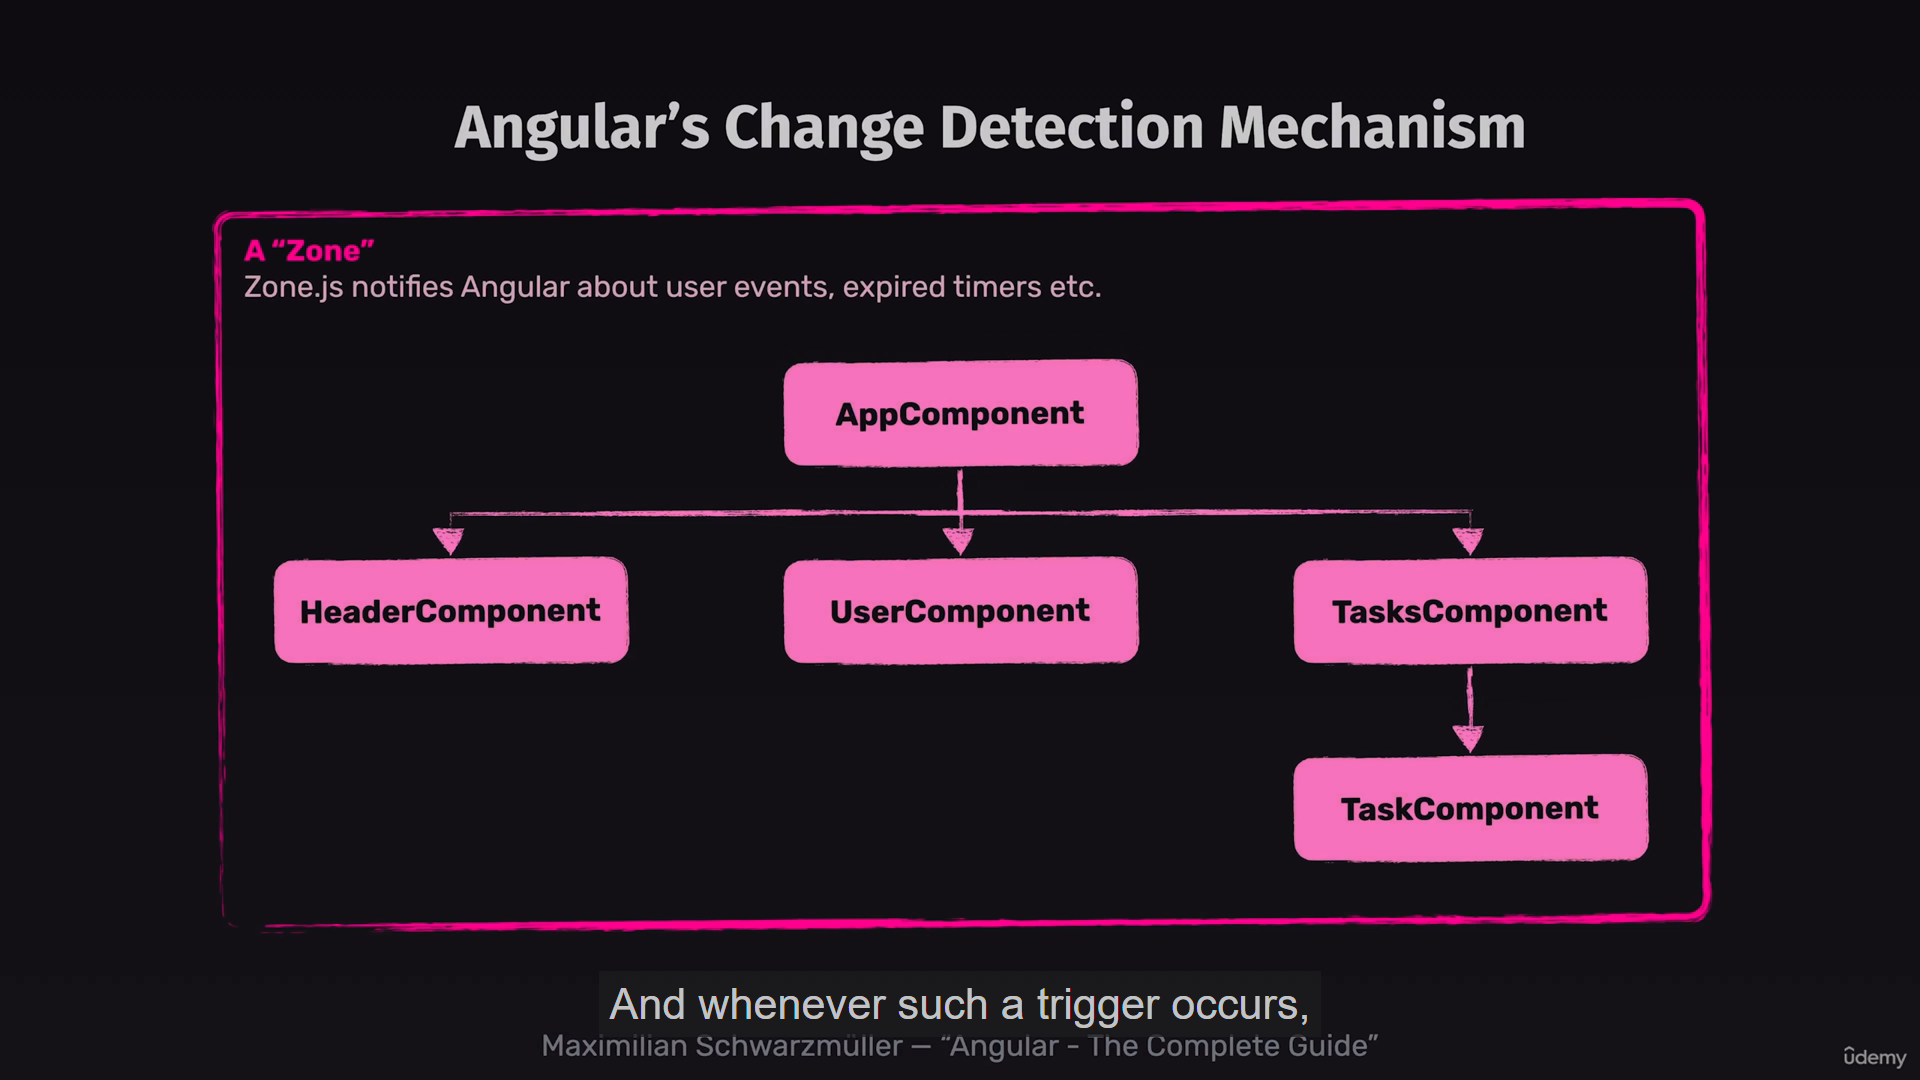 Angular’s Change Detection Mechanism
A “Zone”
Zone.js notifies Angular about user events, expired timers etc.
AppComponent
HeaderComponent
UserComponent
TasksComponent
TaskComponent
And whenever such a trigger occurs,
Maximilian Schwarzmüller — “Angular - The Complete Guide”
ûdemy